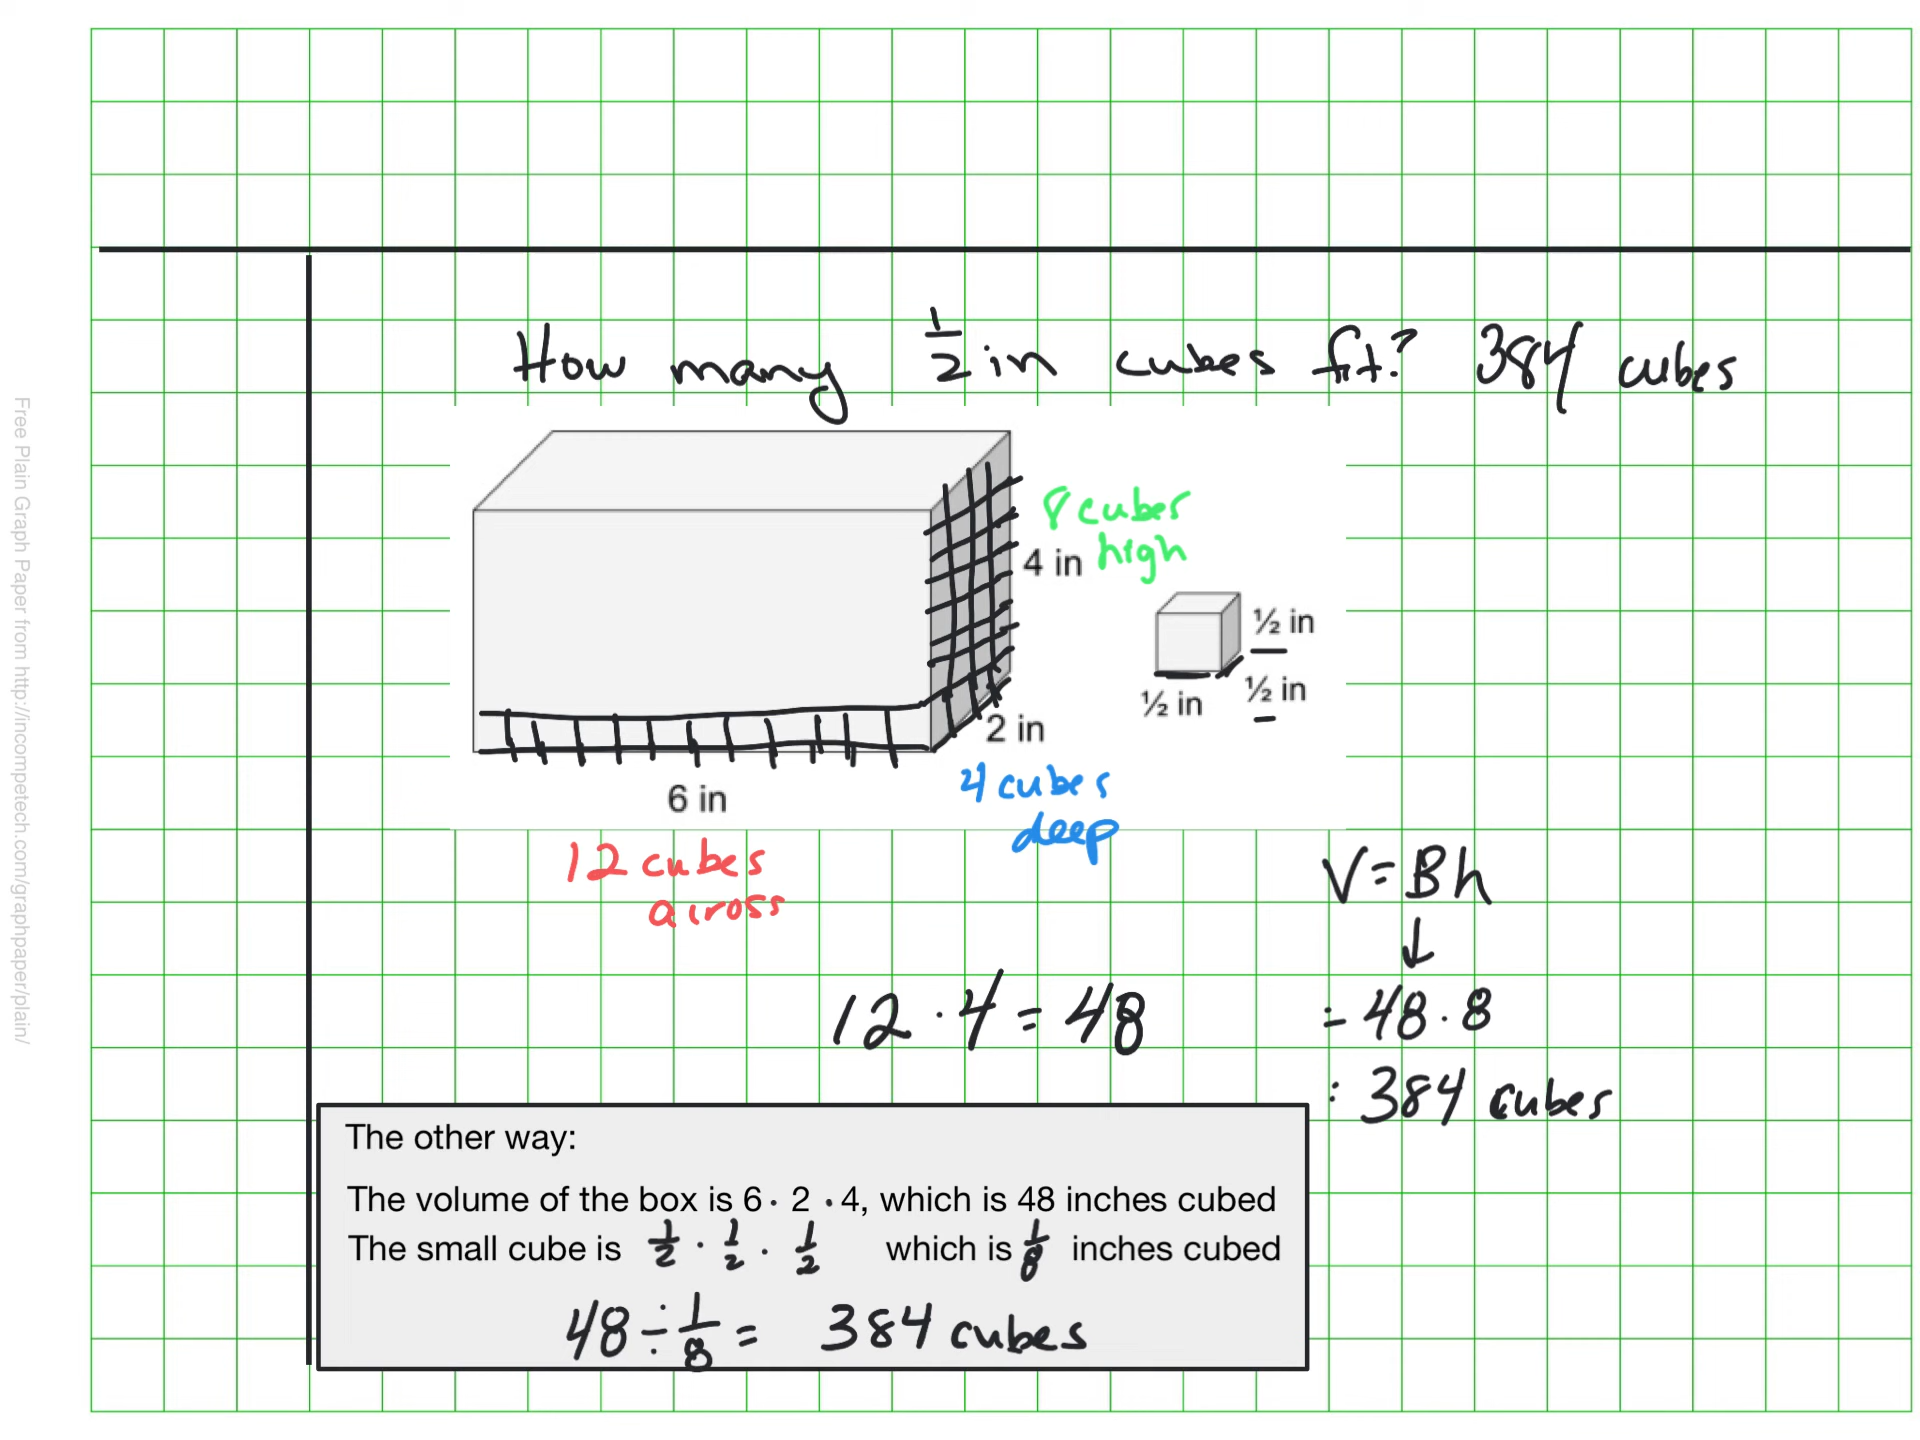 How many 1/2 in cubes fit? 384 cubes
8 cubes
high
4 in
½ in
½ in
½ in
2 in
6 in
4 cubes
deep
12 cubes
across
V = Bh
↓
12 · 4 = 48
= 48 · 8
: 384 cubes
The other way:
The volume of the box is 6 · 2 · 4, which is 48 inches cubed
The small cube is 1/2 · 1/2 · 1/2 which is 1/8 inches cubed
48 ÷ 1/8 = 384 cubes
Free Plain Graph Paper from http://incompetech.com/graphpaper/plain/